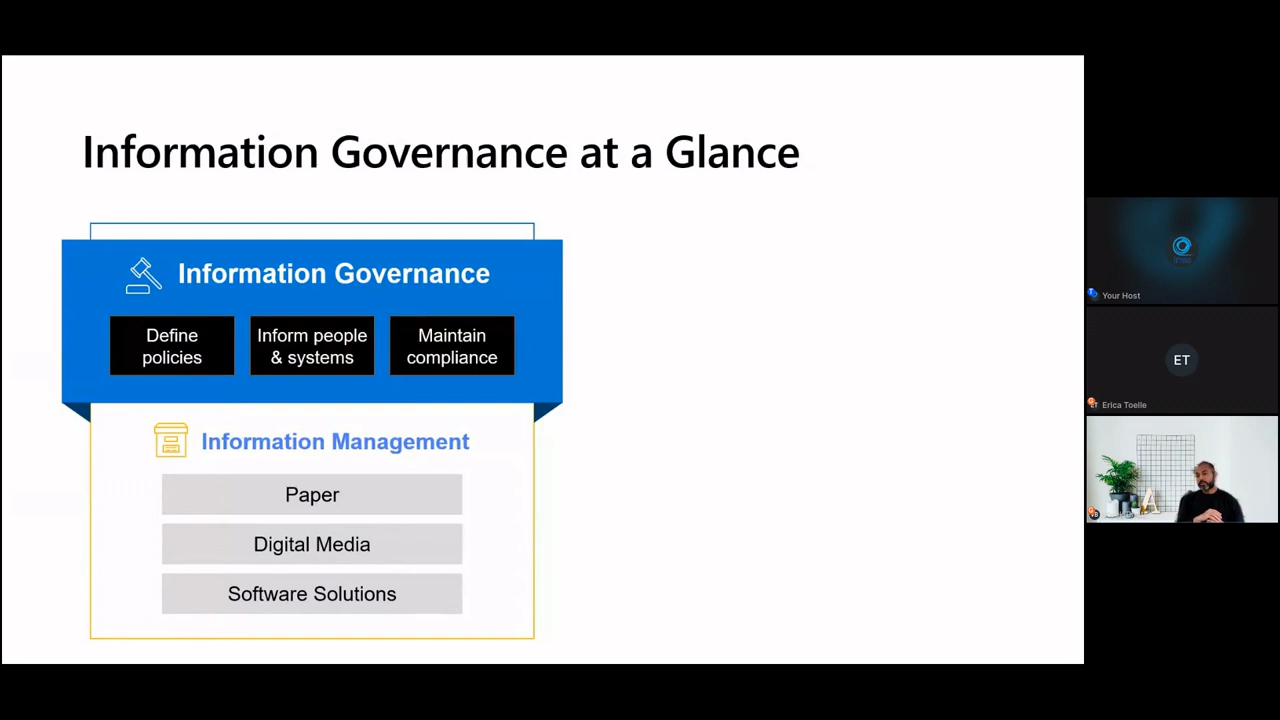 Information Governance at a Glance
Information Governance
Define
policies
Inform people
& systems
Maintain
compliance
Information Management
Paper
Digital Media
Software Solutions
Your Host
ET
Erica Toelle
A